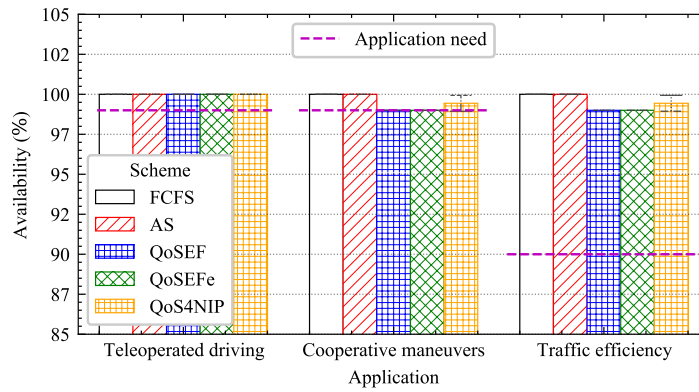 105
102
100
97
95
92
90
87
85
Availability (%)
Application need
Scheme
FCFS
AS
QoSEF
QoSEFe
QoS4NIP
Teleoperated driving
Cooperative maneuvers
Traffic efficiency
Application